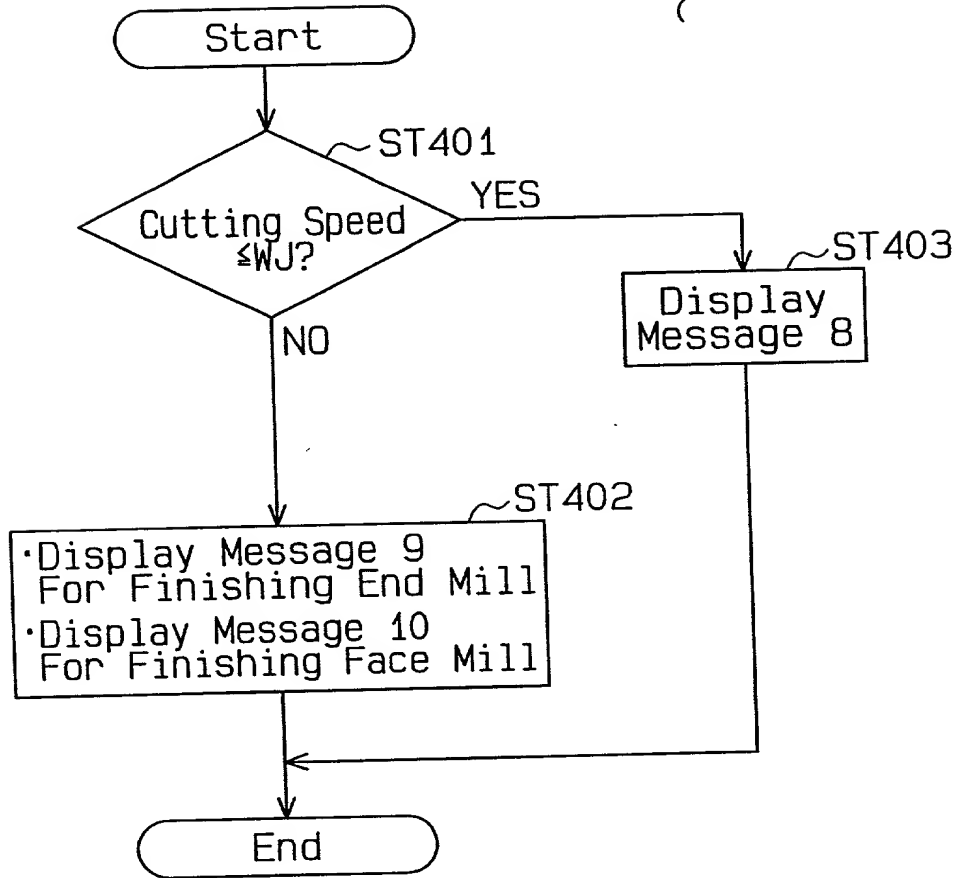 Start
ST401
Cutting Speed
≦WJ?
YES
NO
ST403
Display
Message 8
ST402
·Display Message 9
For Finishing End Mill
·Display Message 10
For Finishing Face Mill
End